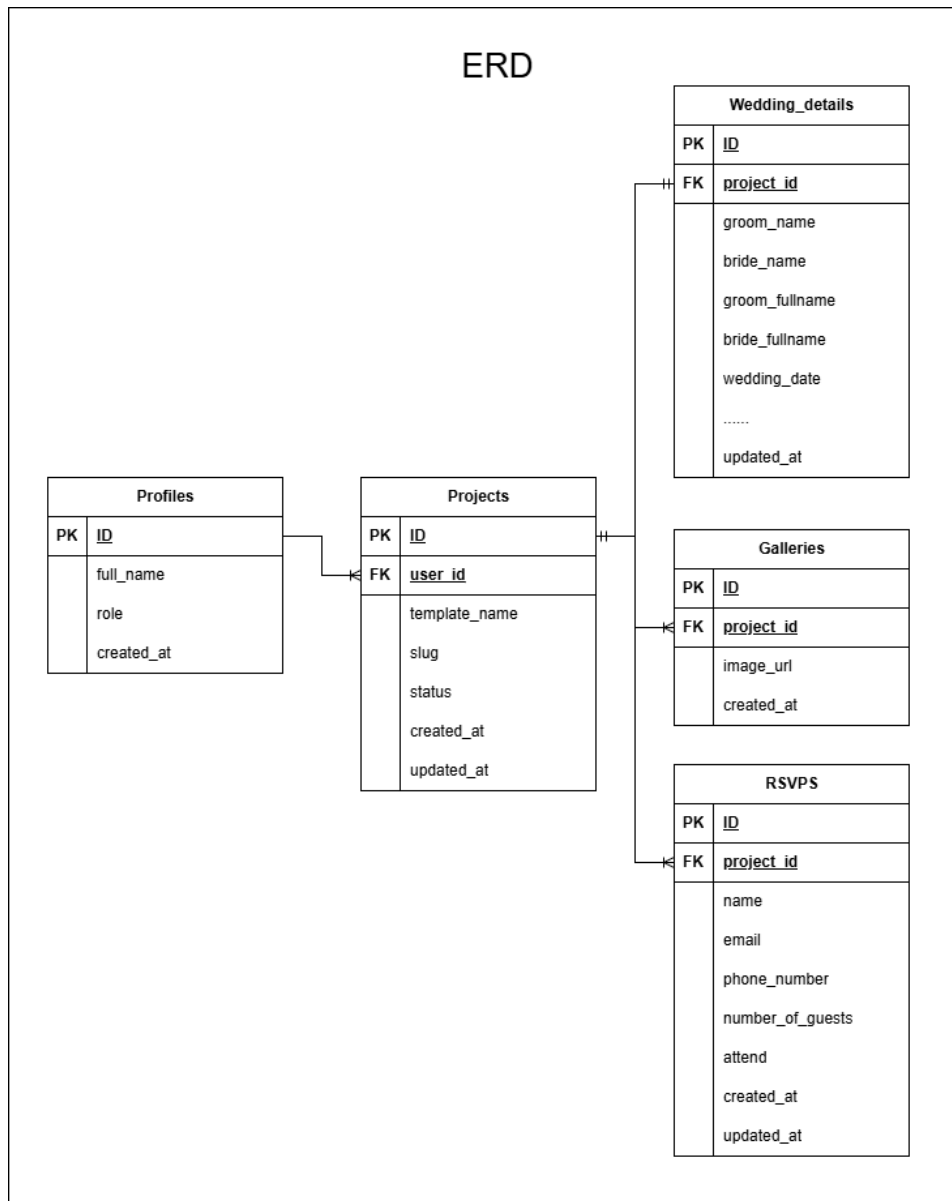 ERD
Wedding_details
PK ID
FK project_id
groom_name
bride_name
groom_fullname
bride_fullname
wedding_date
......
updated_at
Profiles
PK ID
full_name
role
created_at
Projects
PK ID
FK user_id
template_name
slug
status
created_at
updated_at
Galleries
PK ID
FK project_id
image_url
created_at
RSVPS
PK ID
FK project_id
name
email
phone_number
number_of_guests
attend
created_at
updated_at